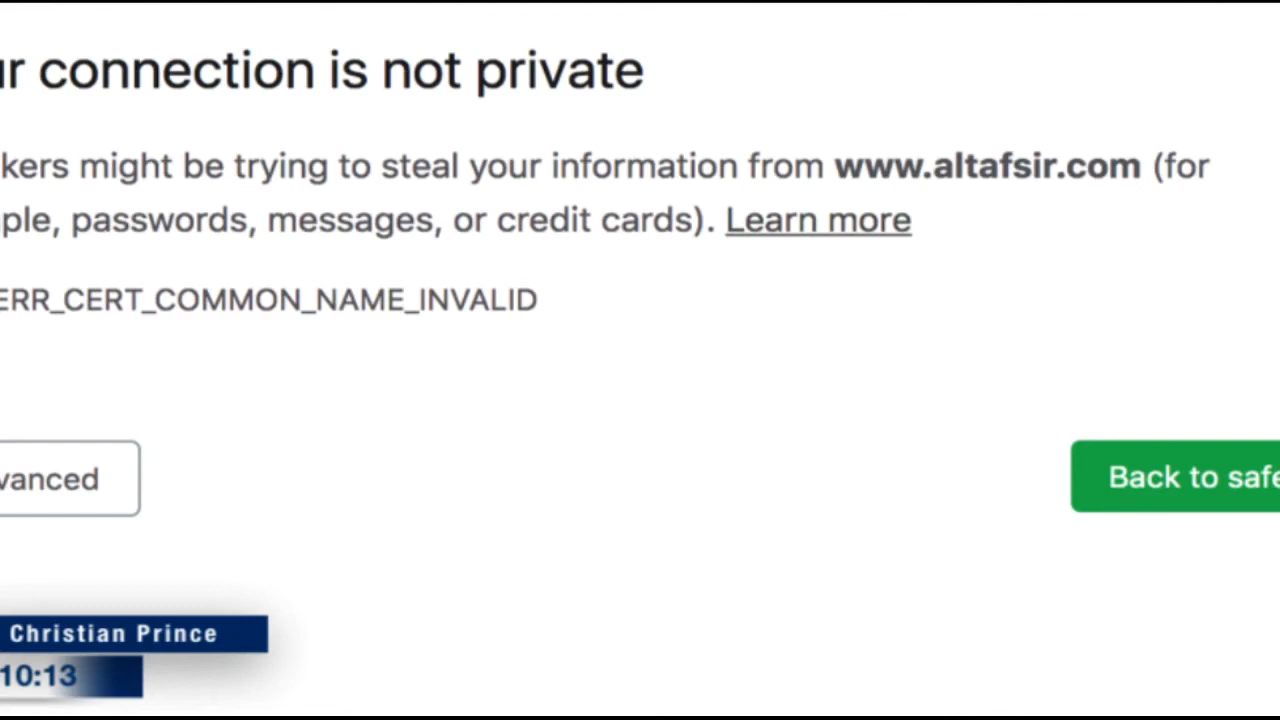 ur connection is not private
kers might be trying to steal your information from www.altafsir.com (for
ple, passwords, messages, or credit cards). Learn more
ERR_CERT_COMMON_NAME_INVALID
vanced
Back to safe
Christian Prince
10:13